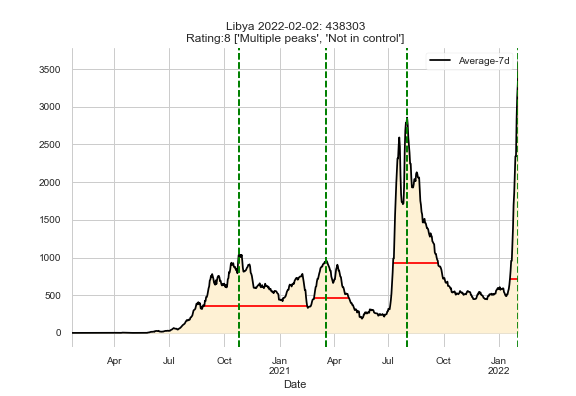 Libya 2022-02-02: 438303
Rating:8 ['Multiple peaks', 'Not in control']
Average-7d
3500
3000
2500
2000
1500
1000
500
0
Apr Jul Oct Jan Apr Jul Oct Jan
2021 2022
Date